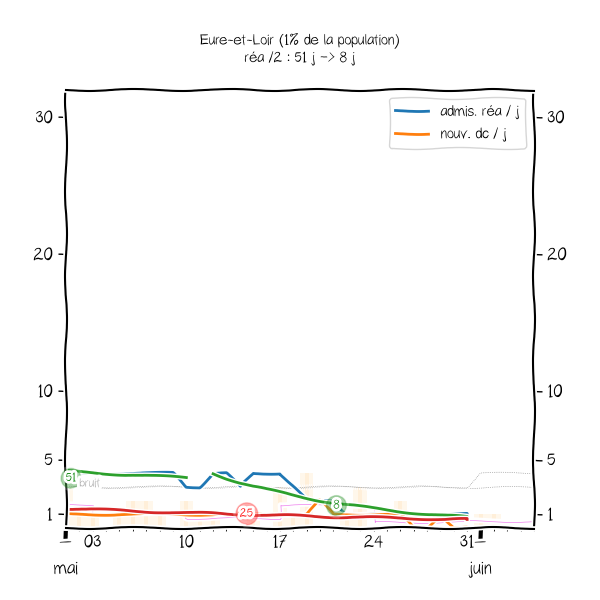 Eure-et-Loir (1% de la population)
réa /2 : 51 j -> 8 j
admis. réa / j
nouv. dc / j
30 30
20 20
10 10
5 5
1 1
51
bruit
8
25
03 10 17 24 31
mai juin